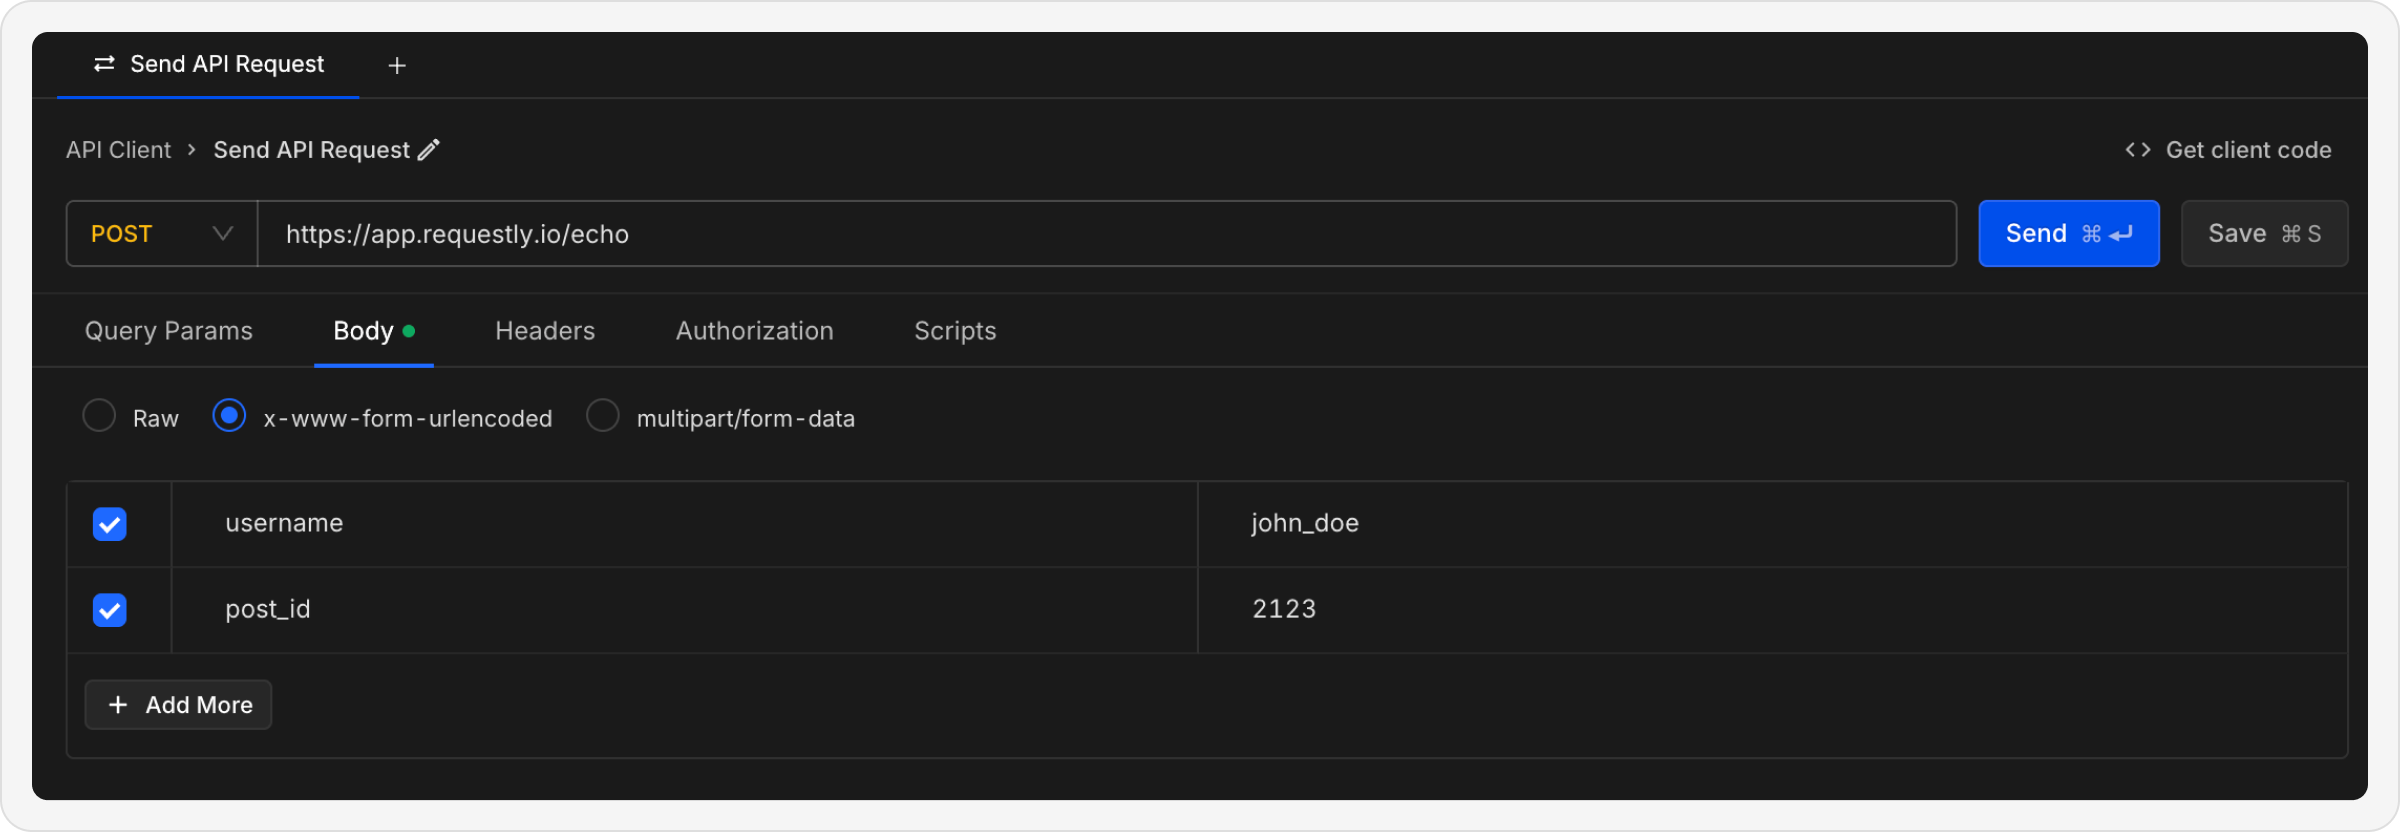 Send API Request
API Client > Send API Request
Get client code
POST https://app.requestly.io/echo Send ⌘ ↵ Save ⌘ S
Query Params Body Headers Authorization Scripts
Raw x-www-form-urlencoded multipart/form-data
username john_doe
post_id 2123
+ Add More